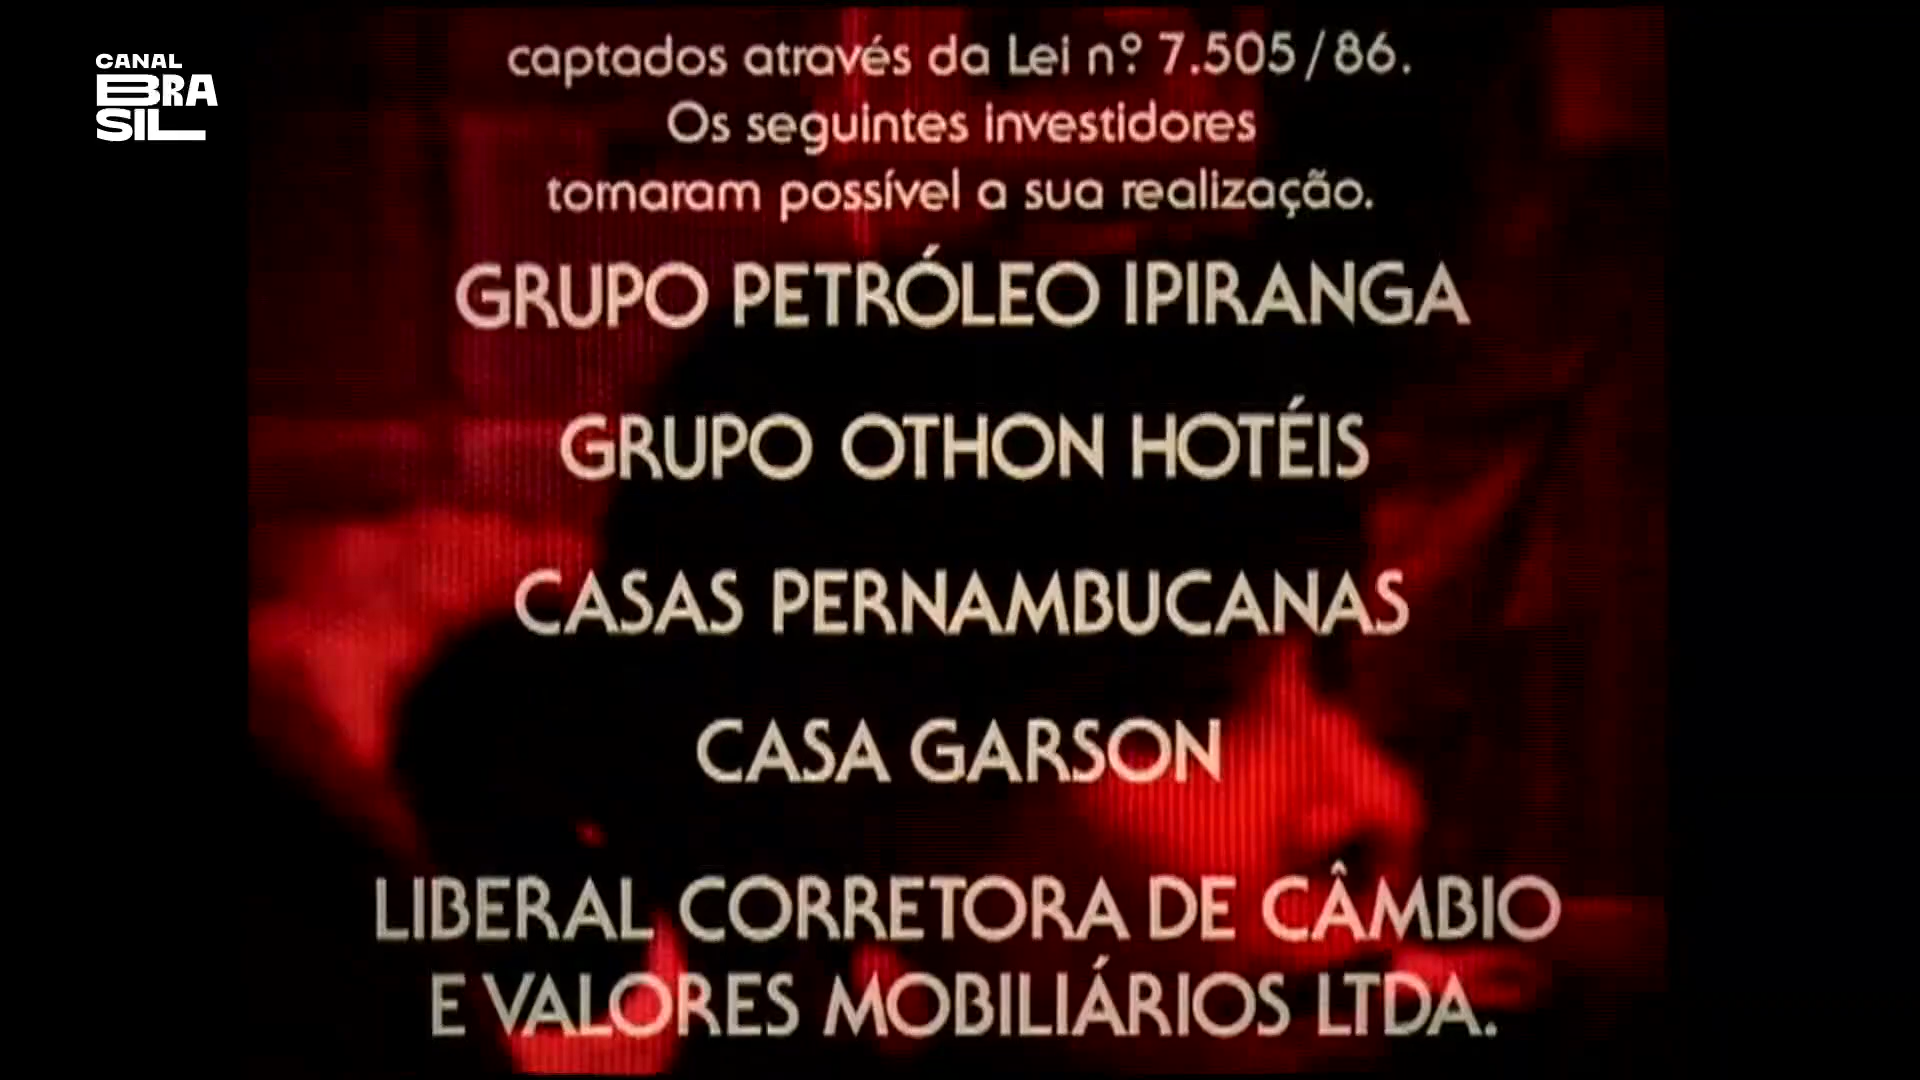 CANAL
BRA
SIL
captados através da Lei nº 7.505/86.
Os seguintes investidores
tornaram possível a sua realização.
GRUPO PETRÓLEO IPIRANGA
GRUPO OTHON HOTÉIS
CASAS PERNAMBUCANAS
CASA GARSON
LIBERAL CORRETORA DE CÂMBIO
E VALORES MOBILIÁRIOS LTDA.